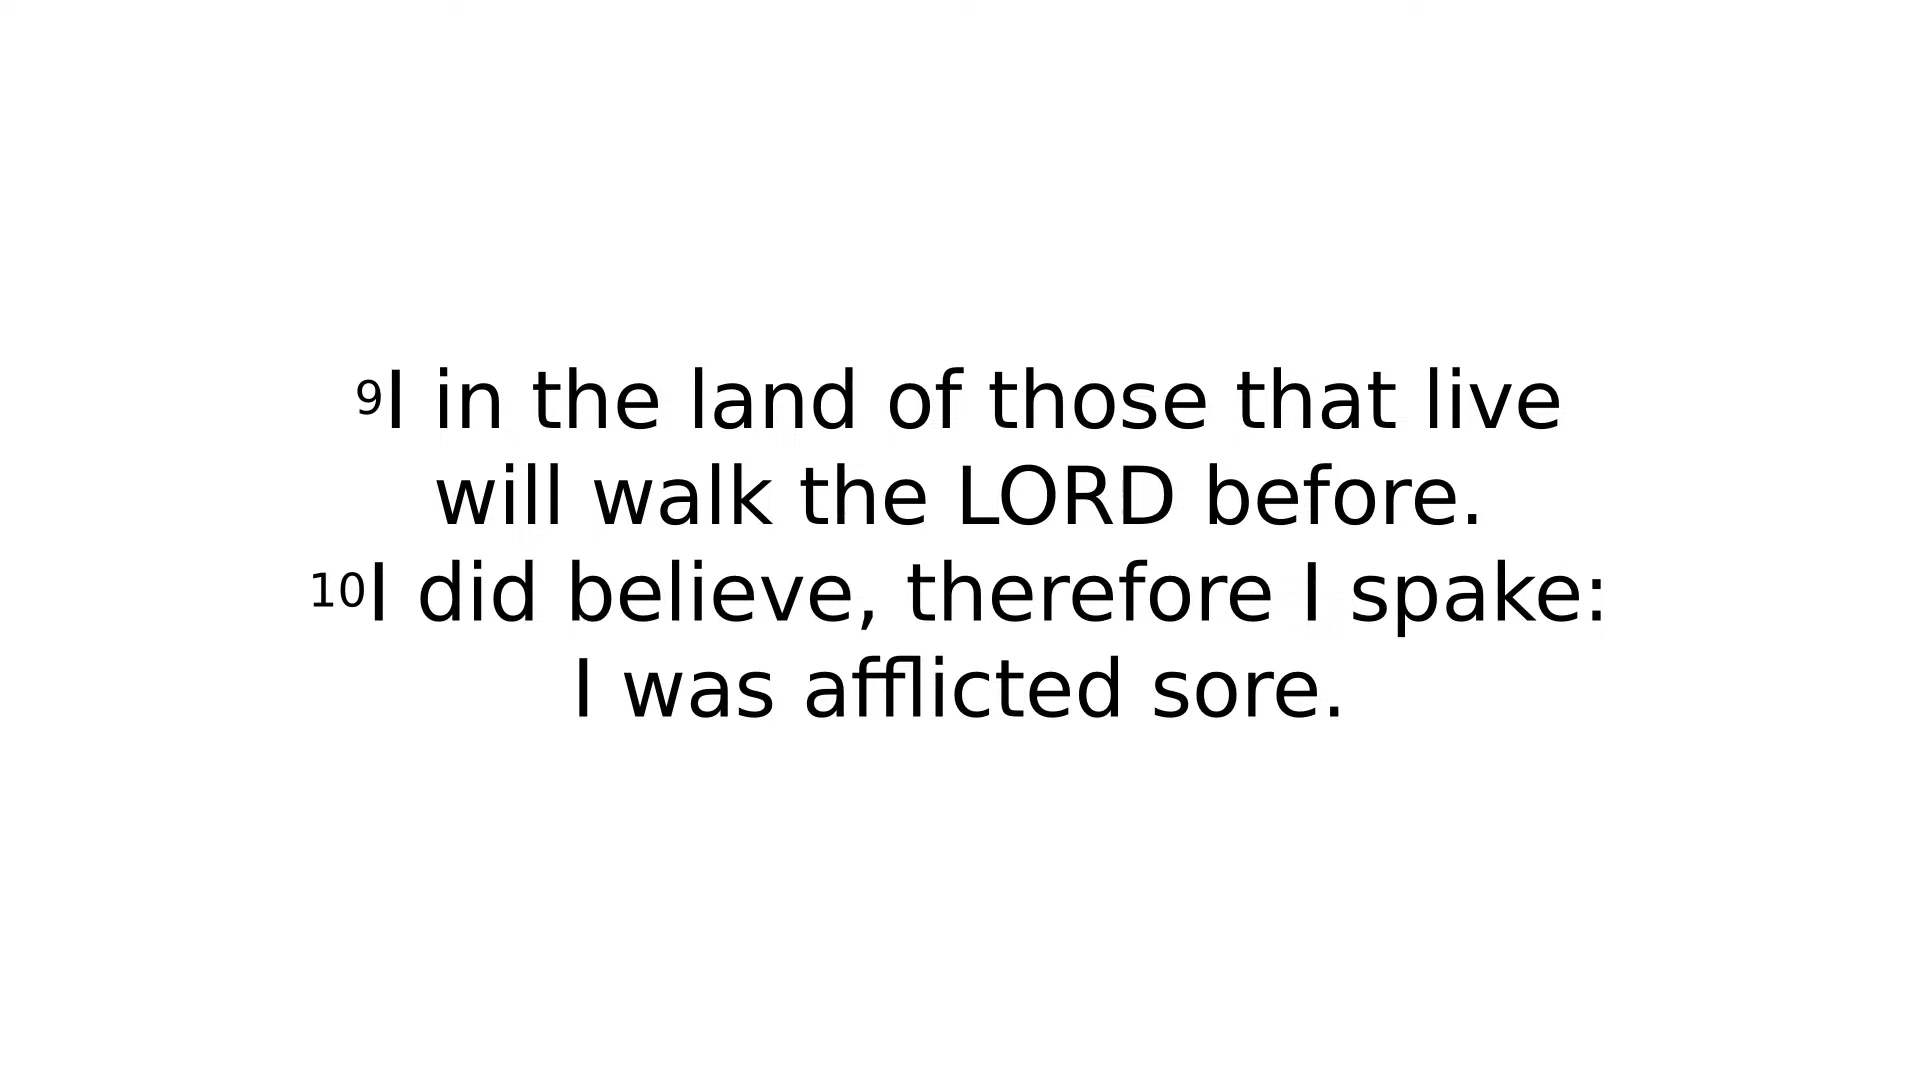 ⁹I in the land of those that live
will walk the LORD before.
¹⁰I did believe, therefore I spake:
I was afflicted sore.